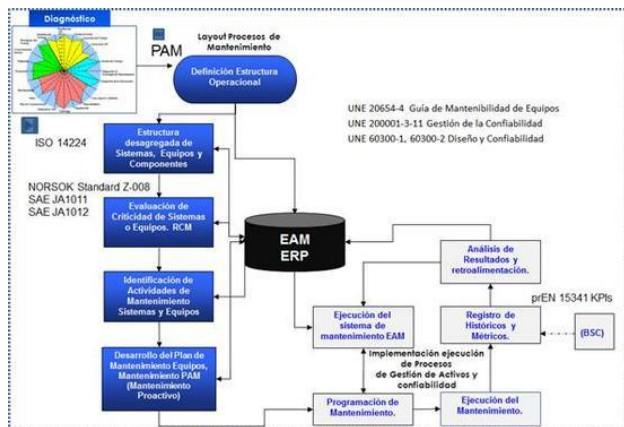 Diagnóstico
PAM
Layout Procesos de
Mantenimiento
Definición Estructura
Operacional
UNE 20654-4 Guía de Mantenibilidad de Equipos
UNE 200001-3-11 Gestión de la Confiabilidad
UNE 60300-1, 60300-2 Diseño y Confiabilidad
ISO 14224
Estructura
desagregada de
Sistemas, Equipos y
Componentes
NORSOK Standard Z-008
SAE JA1011
SAE JA1012
Evaluación de
Criticidad de Sistemas
o Equipos. RCM
EAM
ERP
Análisis de
Resultados y
retroalimentación.
Identificación de
Actividades de
Mantenimiento
Sistemas y Equipos
prEN 15341 KPIs
Ejecución del
sistema de
mantenimiento EAM
Registro de
Históricos y
Métricos.
(BSC)
Desarrollo del Plan de
Mantenimiento Equipos,
Mantenimiento PAM
(Mantenimiento
Proactivo)
Implementación ejecución
de Procesos
de Gestión de Activos y
confiabilidad
Programación de
Mantenimiento.
Ejecución del
Mantenimiento.